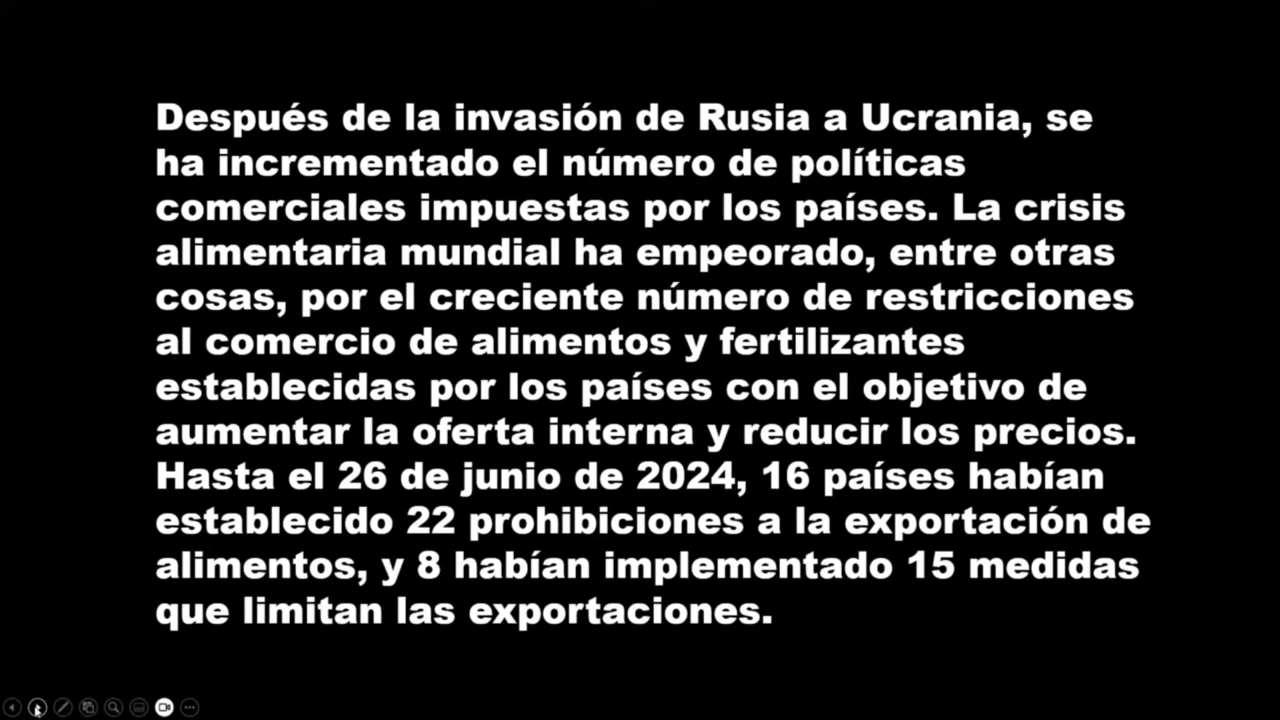 Después de la invasión de Rusia a Ucrania, se
ha incrementado el número de políticas
comerciales impuestas por los países. La crisis
alimentaria mundial ha empeorado, entre otras
cosas, por el creciente número de restricciones
al comercio de alimentos y fertilizantes
establecidas por los países con el objetivo de
aumentar la oferta interna y reducir los precios.
Hasta el 26 de junio de 2024, 16 países habían
establecido 22 prohibiciones a la exportación de
alimentos, y 8 habían implementado 15 medidas
que limitan las exportaciones.